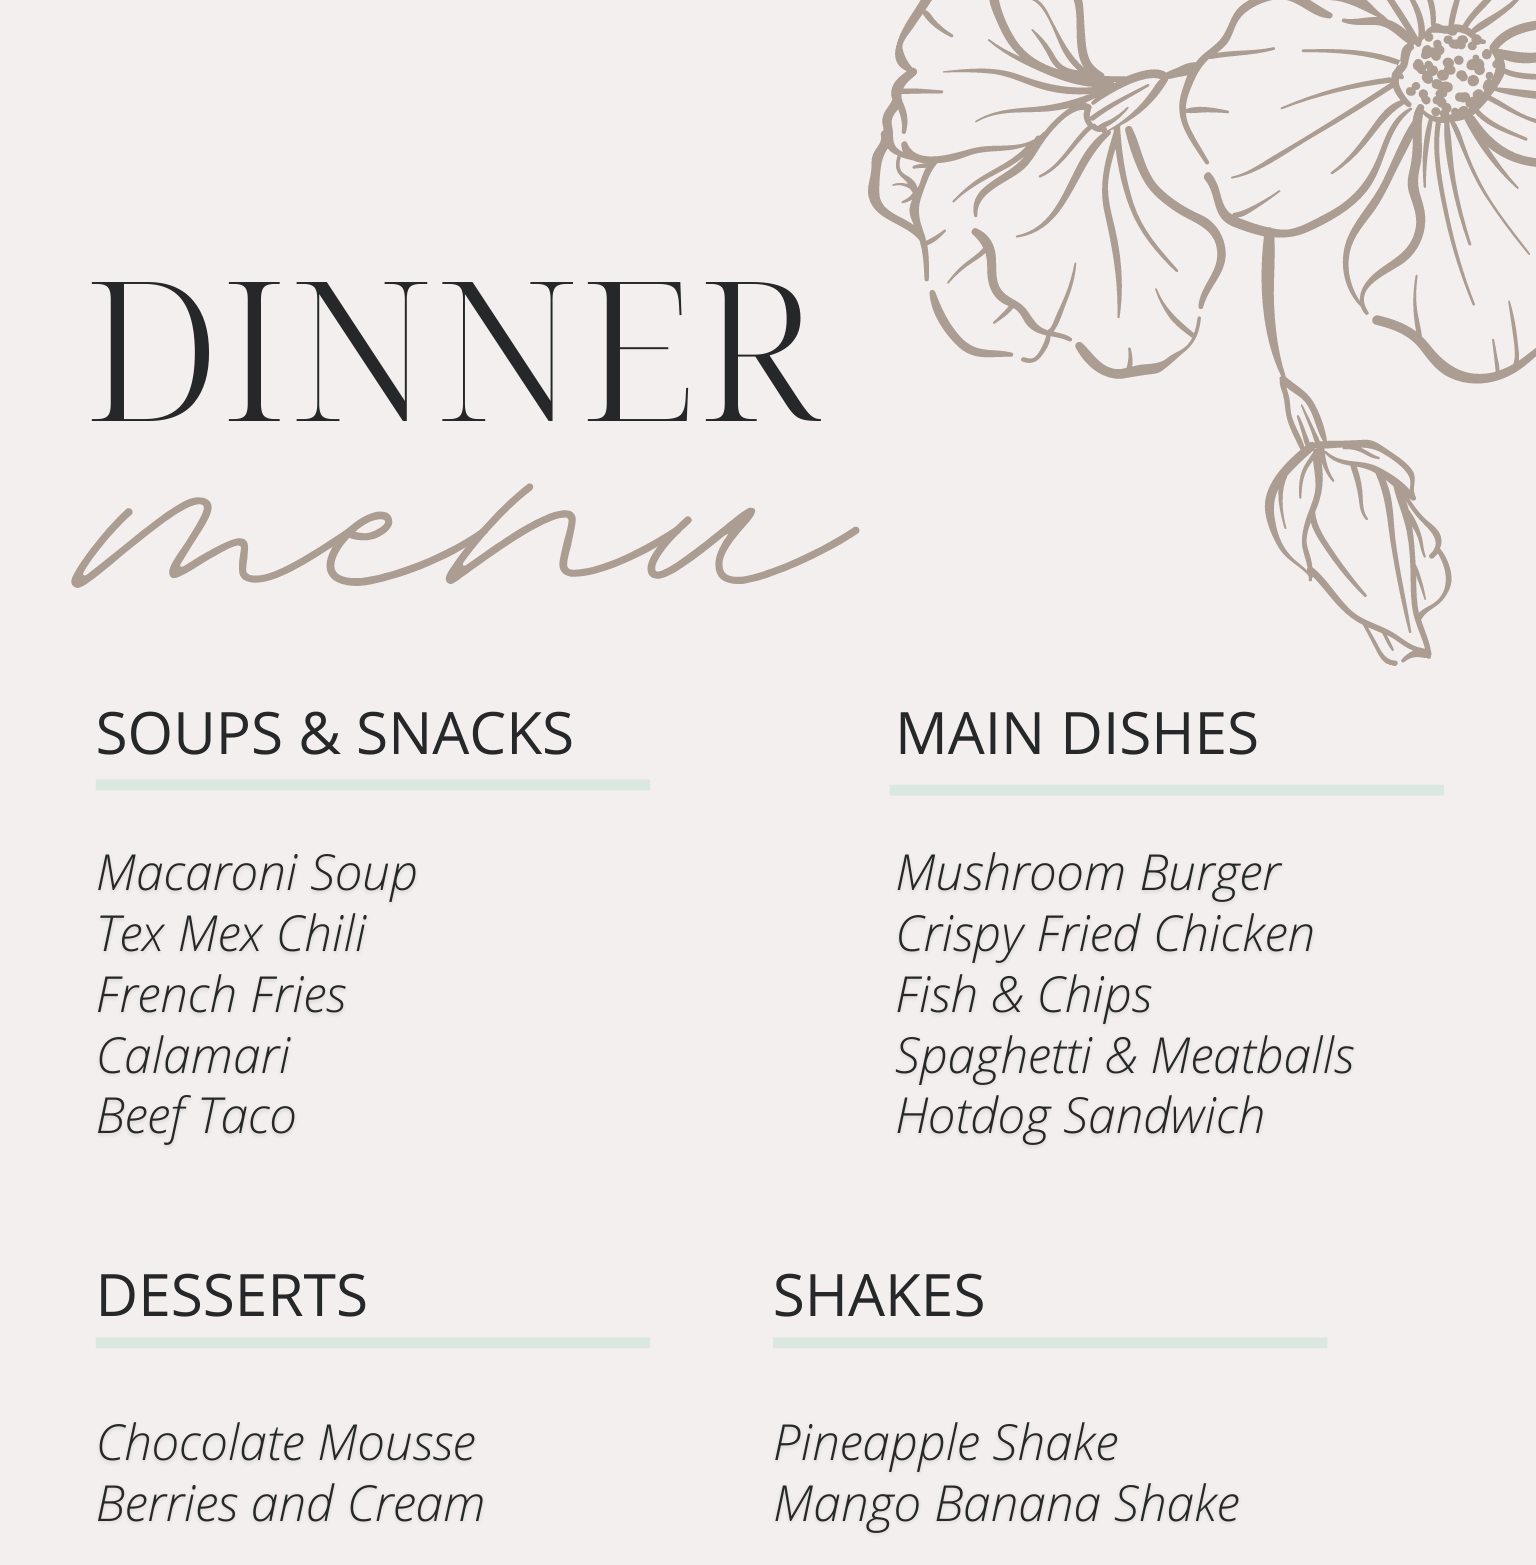 DINNER
menu
SOUPS & SNACKS
Macaroni Soup
Tex Mex Chili
French Fries
Calamari
Beef Taco
MAIN DISHES
Mushroom Burger
Crispy Fried Chicken
Fish & Chips
Spaghetti & Meatballs
Hotdog Sandwich
DESSERTS
Chocolate Mousse
Berries and Cream
SHAKES
Pineapple Shake
Mango Banana Shake